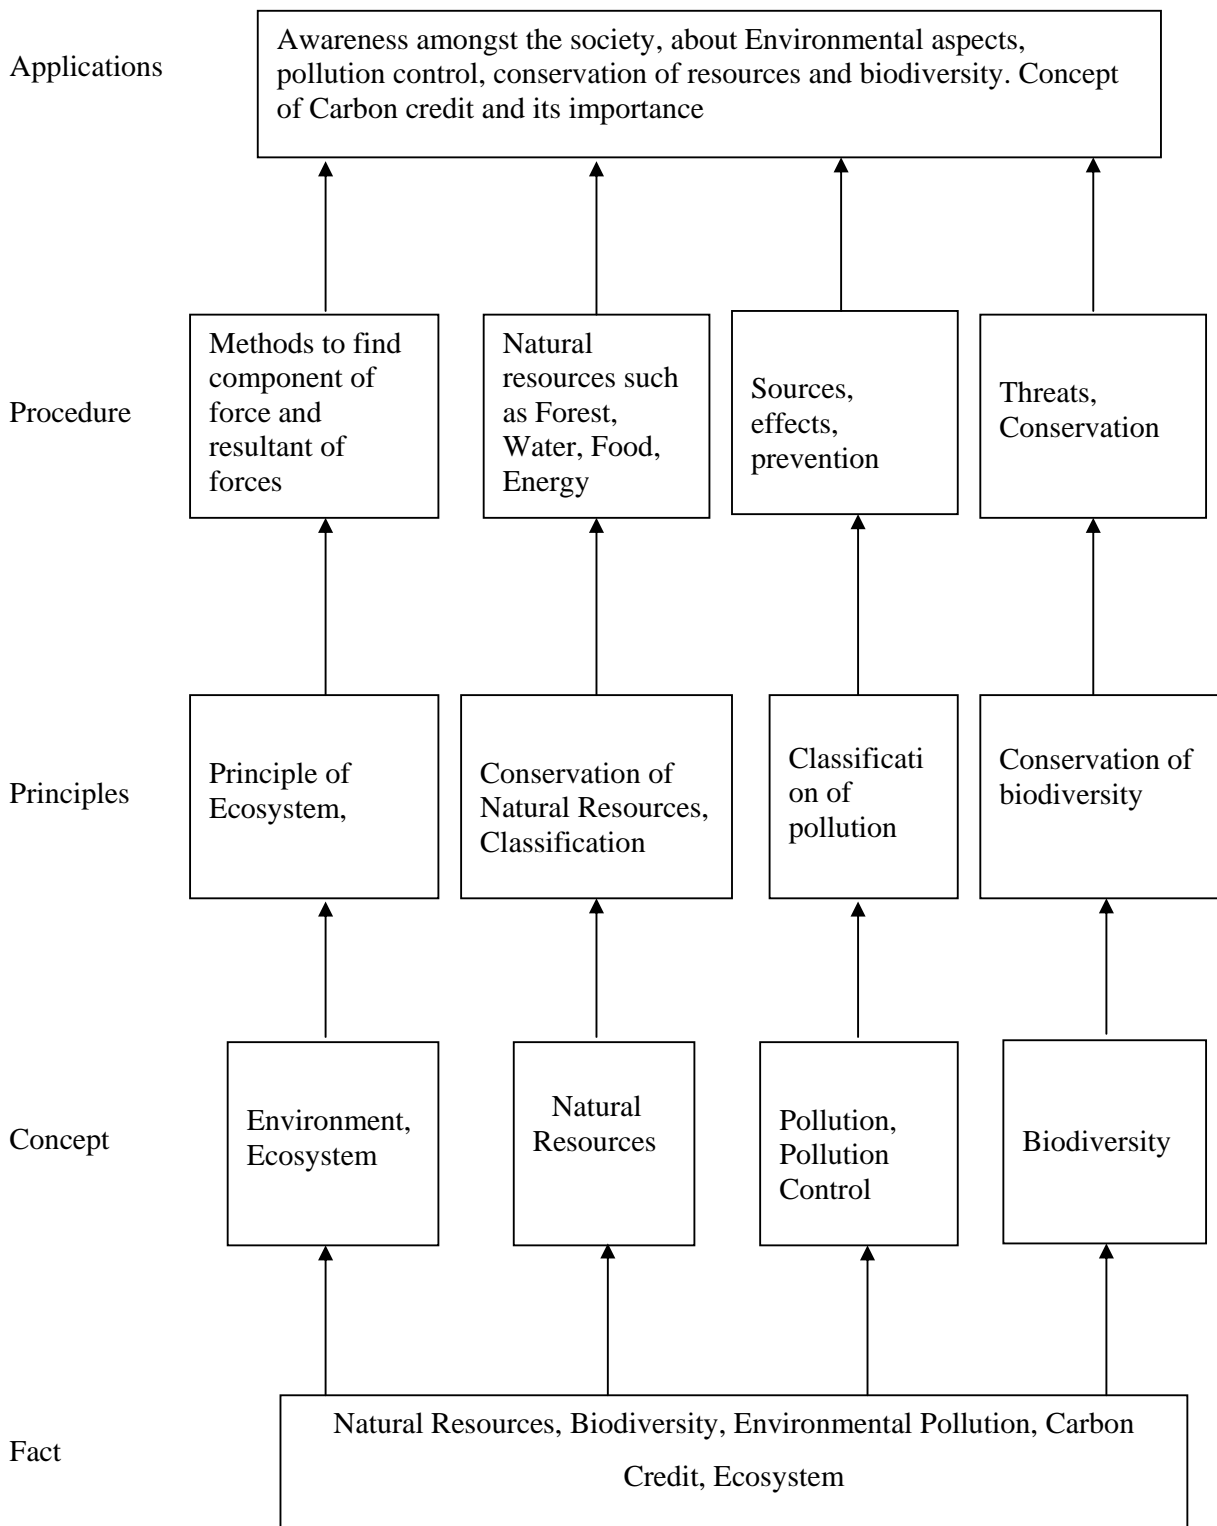 Applications
Awareness amongst the society, about Environmental aspects,
pollution control, conservation of resources and biodiversity. Concept
of Carbon credit and its importance
Procedure
Methods to find
component of
force and
resultant of
forces
Natural
resources such
as Forest,
Water, Food,
Energy
Sources,
effects,
prevention
Threats,
Conservation
Principles
Principle of
Ecosystem,
Conservation of
Natural Resources,
Classification
Classificati
on of
pollution
Conservation of
biodiversity
Concept
Environment,
Ecosystem
Natural
Resources
Pollution,
Pollution
Control
Biodiversity
Fact
Natural Resources, Biodiversity, Environmental Pollution, Carbon
Credit, Ecosystem